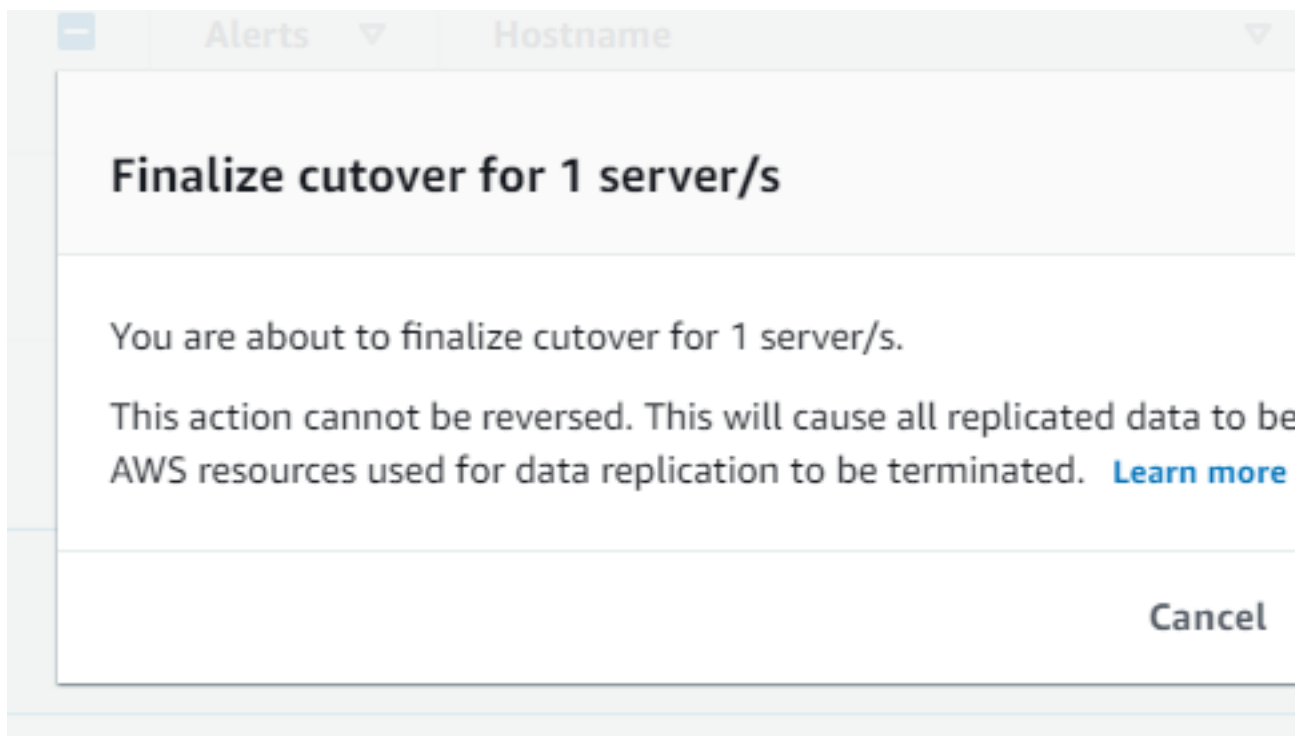 Alerts Hostname
Finalize cutover for 1 server/s
You are about to finalize cutover for 1 server/s.
This action cannot be reversed. This will cause all replicated data to be
AWS resources used for data replication to be terminated. Learn more
Cancel